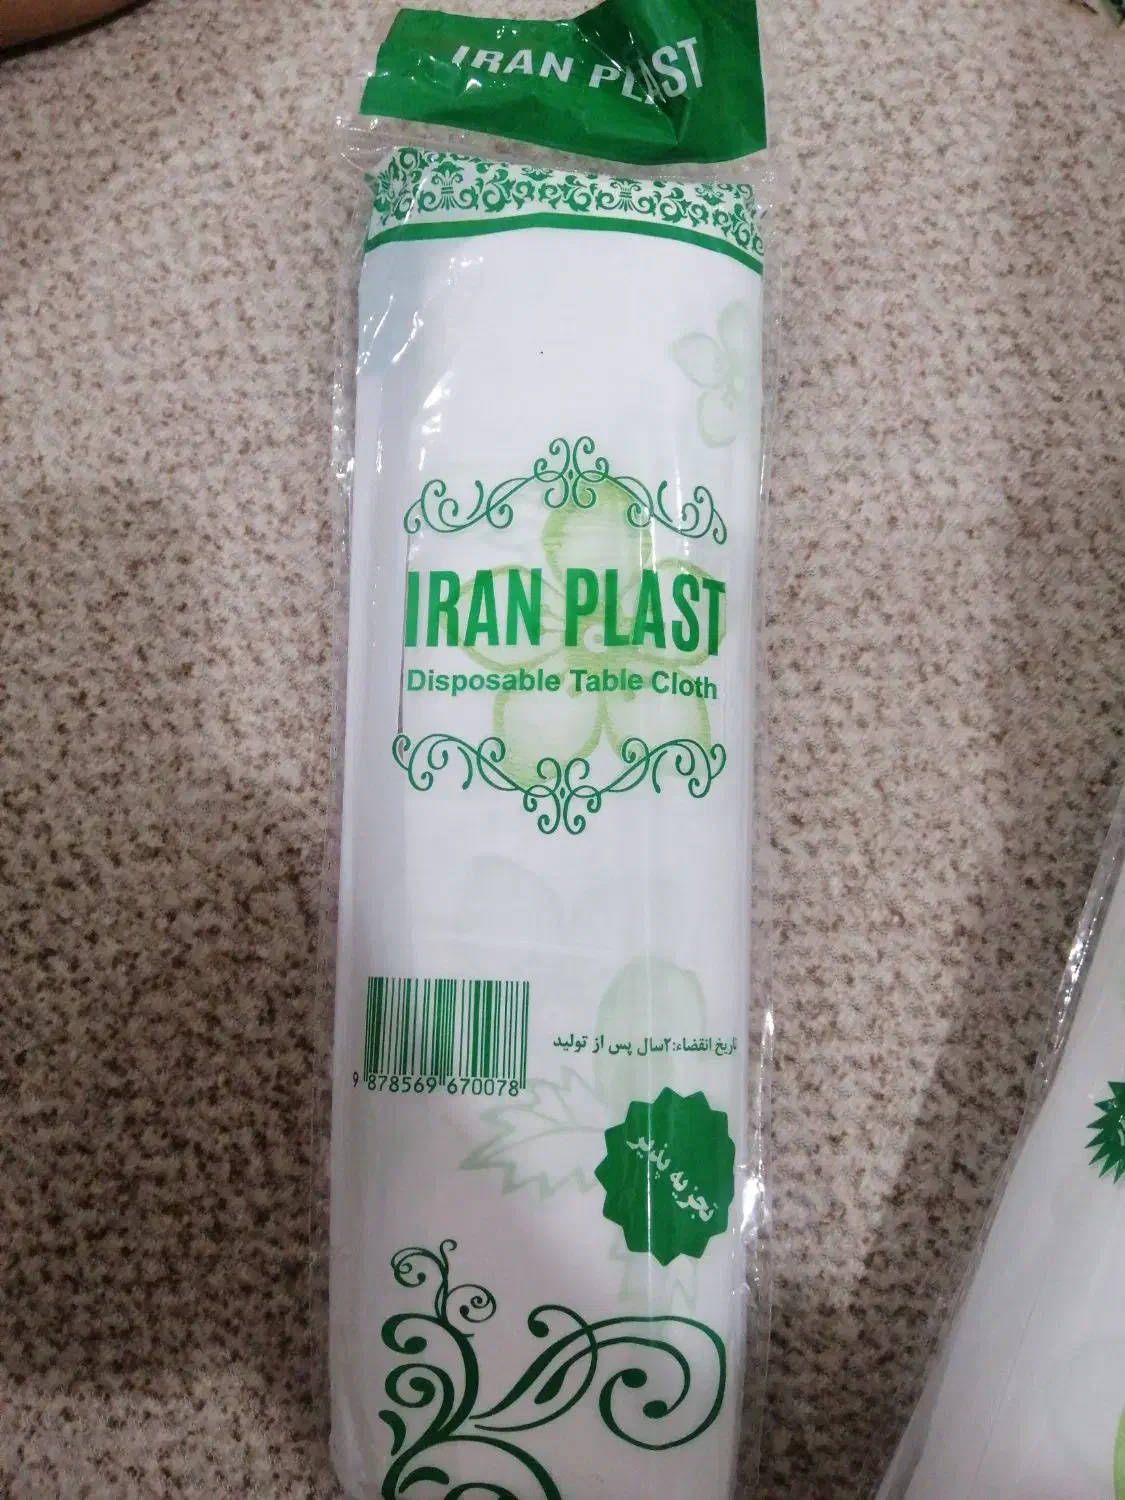 IRAN PLAST
IRAN PLAST
Disposable Table Cloth
تاریخ انقضاء:۲سال پس از تولید
9 878569 670078
تجزیه پذیر